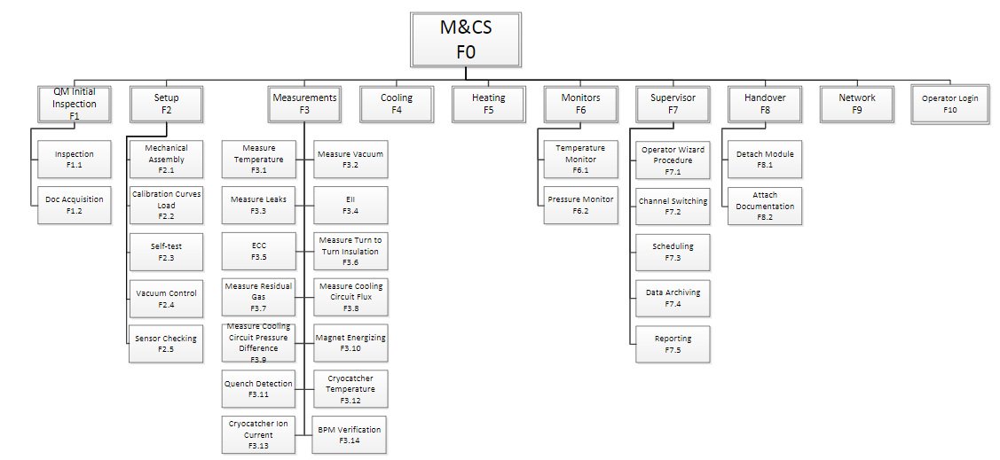 M&CS
F0
QM Initial
Inspection
F1
Setup
F2
Measurements
F3
Cooling
F4
Heating
F5
Monitors
F6
Supervisor
F7
Handover
F8
Network
F9
Operator Login
F10
Inspection
F1.1
Doc Acquisition
F1.2
Mechanical
Assembly
F2.1
Calibration Curves
Load
F2.2
Self-test
F2.3
Vacuum Control
F2.4
Sensor Checking
F2.5
Measure
Temperature
F3.1
Measure Vacuum
F3.2
Measure Leaks
F3.3
EII
F3.4
ECC
F3.5
Measure Turn to
Turn Insulation
F3.6
Measure Residual
Gas
F3.7
Measure Cooling
Circuit Flux
F3.8
Measure Cooling
Circuit Pressure
Difference
F3.9
Magnet Energizing
F3.10
Quench Detection
F3.11
Cryocatcher
Temperature
F3.12
Cryocatcher Ion
Current
F3.13
BPM Verification
F3.14
Temperature
Monitor
F6.1
Pressure Monitor
F6.2
Operator Wizard
Procedure
F7.1
Channel Switching
F7.2
Scheduling
F7.3
Data Archiving
F7.4
Reporting
F7.5
Detach Module
F8.1
Attach
Documentation
F8.2